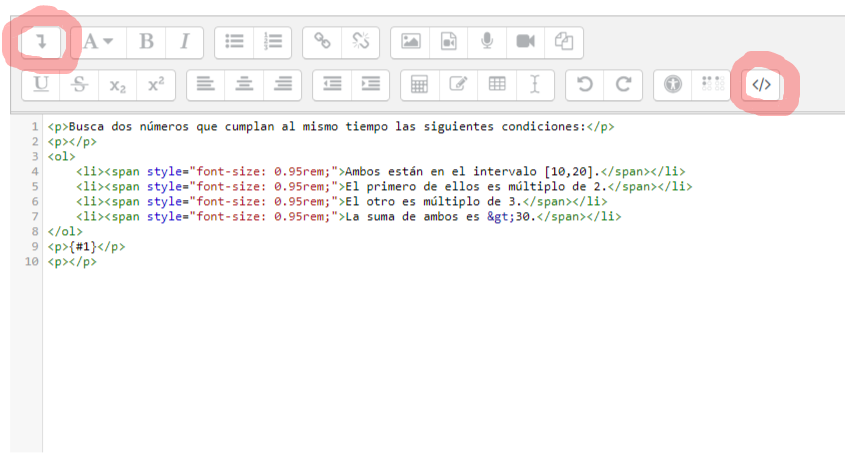 A B I
U S x₂ x² </>
1 <p>Busca dos números que cumplan al mismo tiempo las siguientes condiciones:</p>
2 <p></p>
3 <ol>
4 <li><span style="font-size: 0.95rem;">Ambos están en el intervalo [10,20].</span></li>
5 <li><span style="font-size: 0.95rem;">El primero de ellos es múltiplo de 2.</span></li>
6 <li><span style="font-size: 0.95rem;">El otro es múltiplo de 3.</span></li>
7 <li><span style="font-size: 0.95rem;">La suma de ambos es &gt;30.</span></li>
8 </ol>
9 <p>{#1}</p>
10 <p></p>